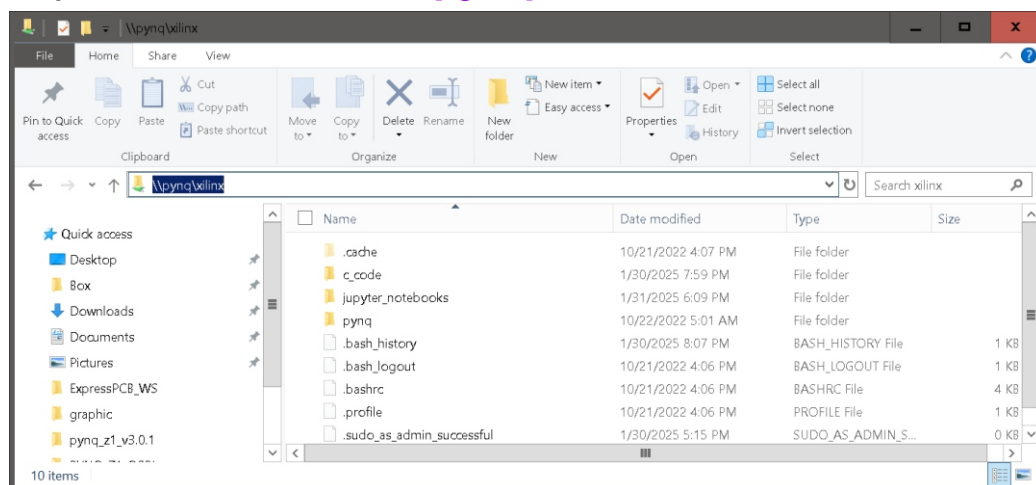 \\pynq\xilinx
File Home Share View
Pin to Quick access
Copy
Paste
Cut
Copy path
Paste shortcut
Move to
Copy to
Delete
Rename
New folder
New item
Easy access
Properties
Open
Edit
History
Select all
Select none
Invert selection
Clipboard Organize New Open Select
\\pynq\xilinx Search xilinx
Name Date modified Type Size
Quick access
Desktop
Box
Downloads
Documents
Pictures
ExpressPCB_WS
graphic
pynq_z1_v3.0.1
.cache 10/21/2022 4:07 PM File folder
c_code 1/30/2025 7:59 PM File folder
jupyter_notebooks 1/31/2025 6:09 PM File folder
pynq 10/22/2022 5:01 AM File folder
.bash_history 1/30/2025 8:07 PM BASH_HISTORY File 1 KB
.bash_logout 10/21/2022 4:06 PM BASH_LOGOUT File 1 KB
.bashrc 10/21/2022 4:06 PM BASHRC File 4 KB
.profile 10/21/2022 4:06 PM PROFILE File 1 KB
.sudo_as_admin_successful 1/30/2025 5:15 PM SUDO_AS_ADMIN_S... 0 KB
10 items